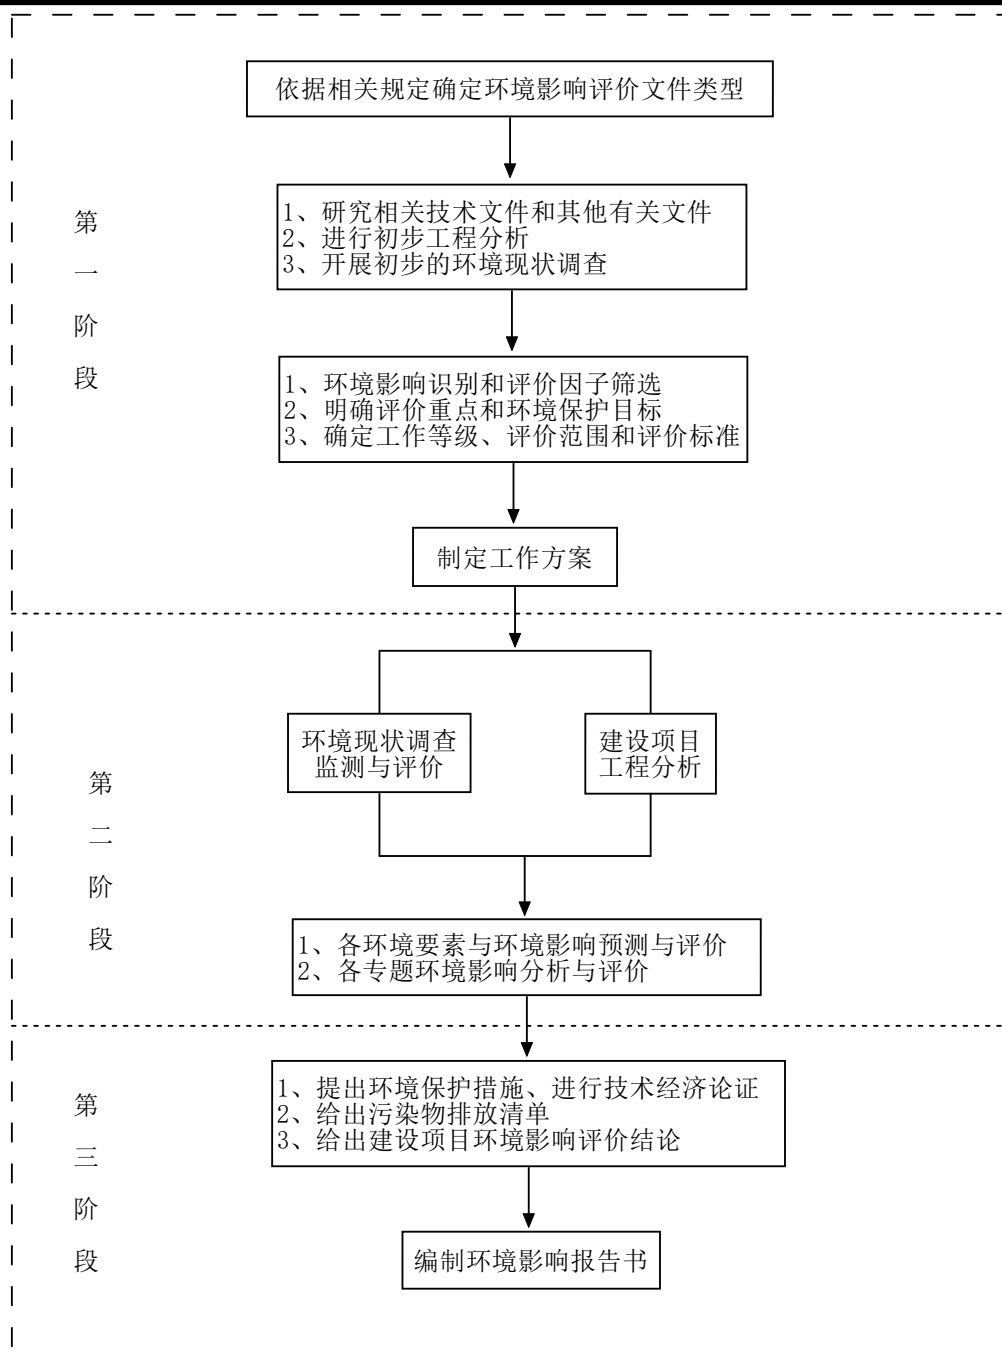 依据相关规定确定环境影响评价文件类型
1、研究相关技术文件和其他有关文件
2、进行初步工程分析
3、开展初步的环境现状调查
第
一
阶
段
1、环境影响识别和评价因子筛选
2、明确评价重点和环境保护目标
3、确定工作等级、评价范围和评价标准
制定工作方案
环境现状调查
监测与评价
建设项目
工程分析
第
二
阶
段
1、各环境要素与环境影响预测与评价
2、各专题环境影响分析与评价
第
三
阶
段
1、提出环境保护措施、进行技术经济论证
2、给出污染物排放清单
3、给出建设项目环境影响评价结论
编制环境影响报告书